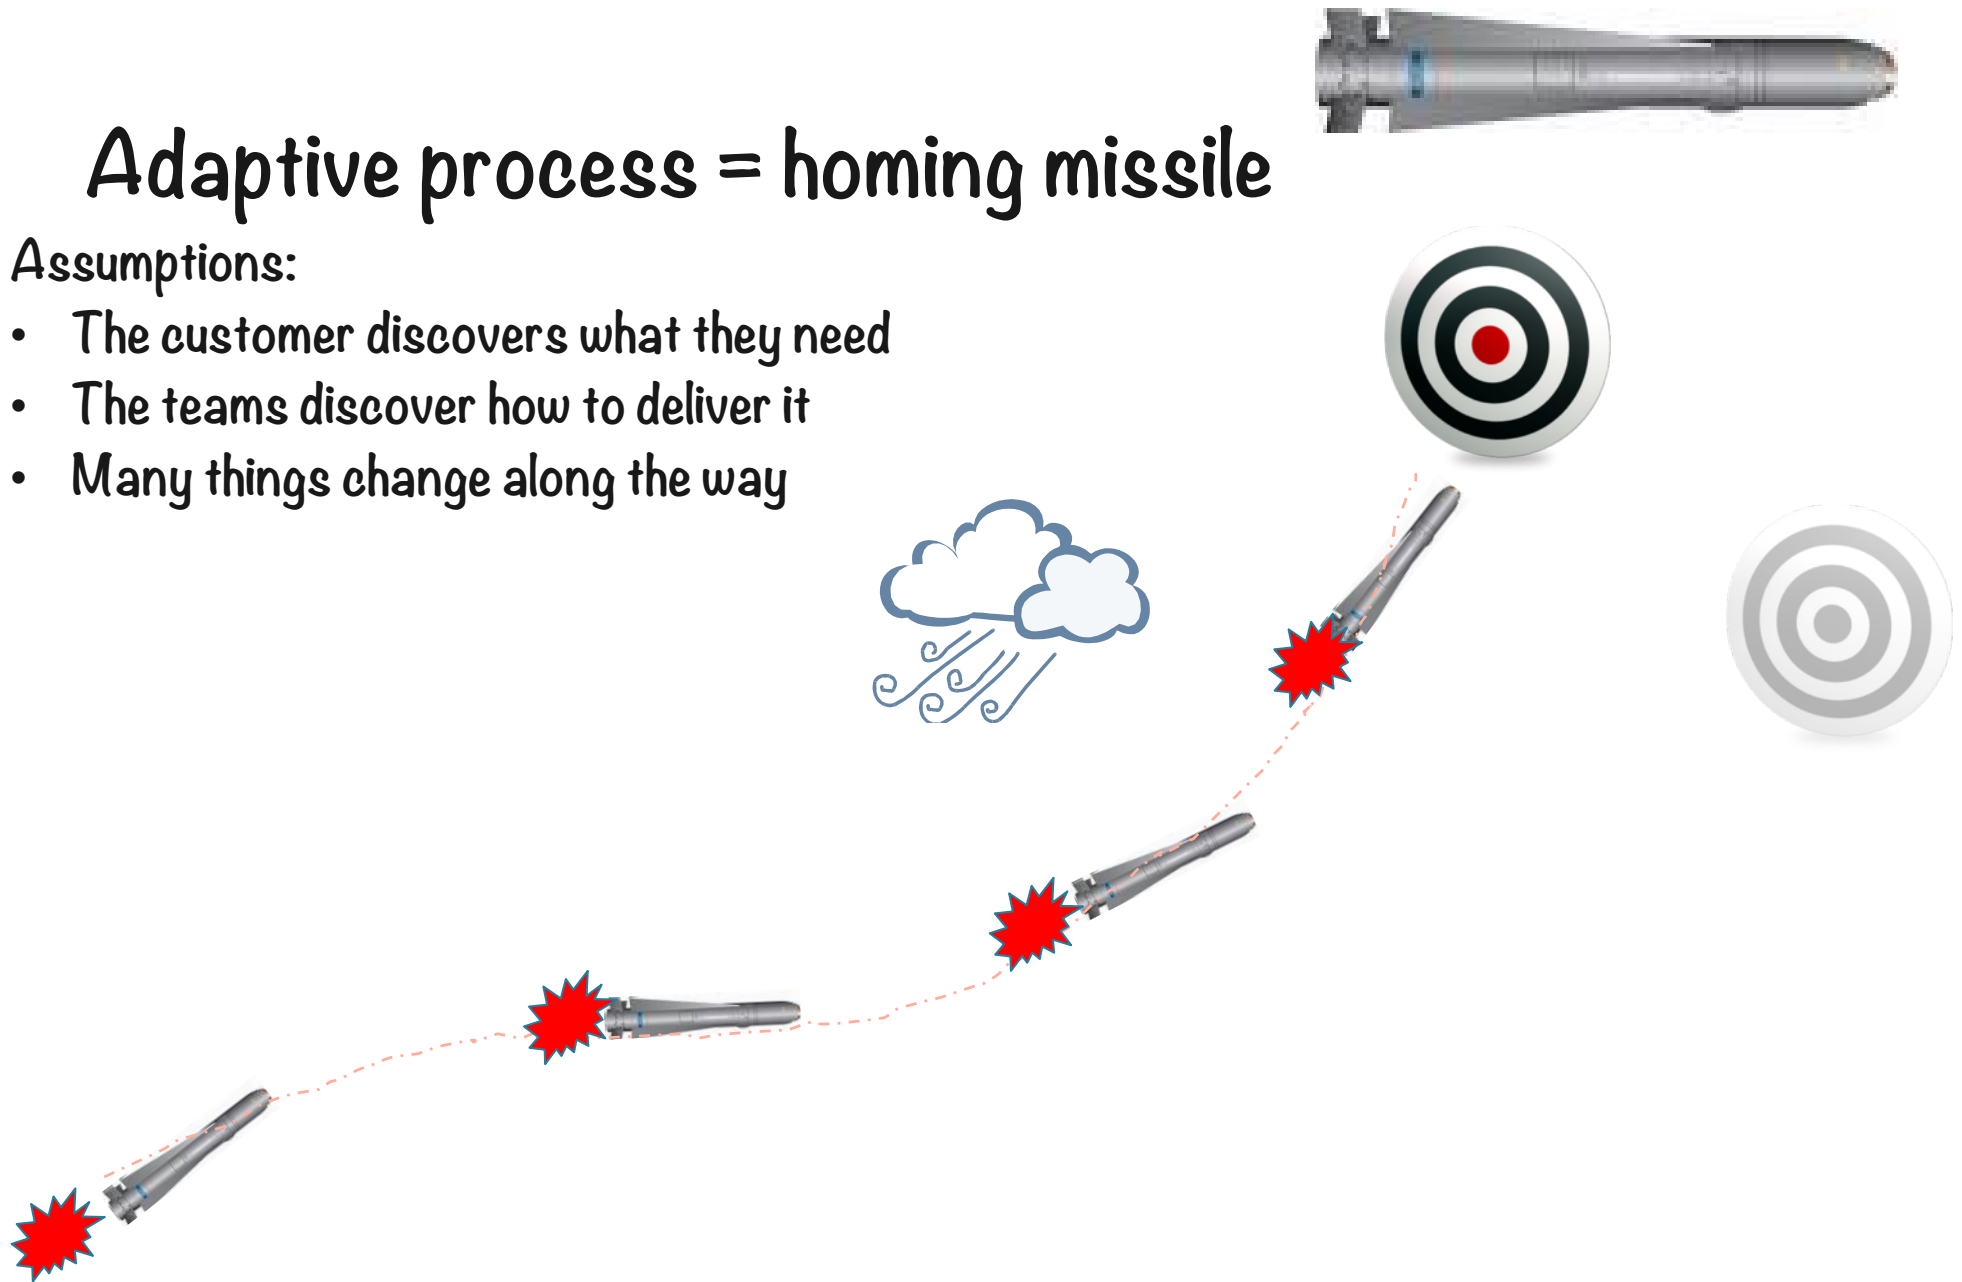 Adaptive process = homing missile
Assumptions:
• The customer discovers what they need
• The teams discover how to deliver it
• Many things change along the way